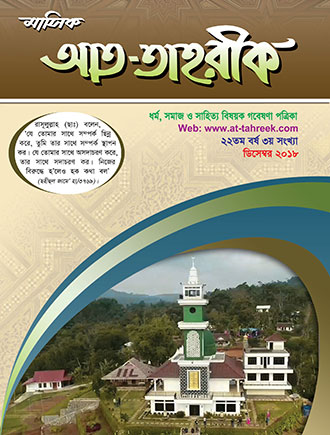 মাসিক
আত-তাহরীক
ধর্ম, সমাজ ও সাহিত্য বিষয়ক গবেষণা পত্রিকা
Web: www.at-tahreek.com
২২তম বর্ষ ৩য় সংখ্যা
ডিসেম্বর ২০১৮
রাসূলুল্লাহ (ছাঃ) বলেন,
'যে তোমার সাথে সম্পর্ক ছিন্ন
করে, তুমি তার সাথে সম্পর্ক স্থাপন
কর। যে তোমার সাথে অসদাচরণ করে,
তার সাথে সদাচরণ কর। নিজের
বিরুদ্ধে হ'লেও হক কথা বল'